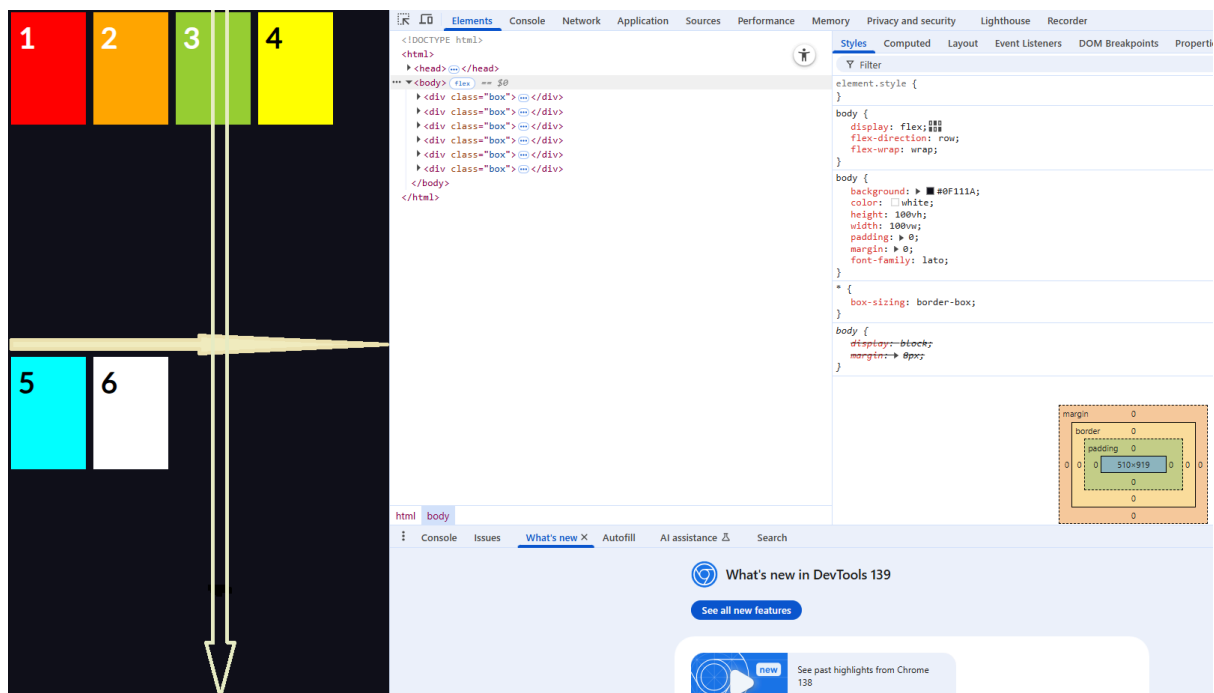 1 2 3 4
5 6
Elements Console Network Application Sources Performance Memory Privacy and security Lighthouse Recorder
<!DOCTYPE html>
<html>
<head> ⋯ </head>
⋯ <body> flex == $0
<div class="box"> ⋯ </div>
<div class="box"> ⋯ </div>
<div class="box"> ⋯ </div>
<div class="box"> ⋯ </div>
<div class="box"> ⋯ </div>
<div class="box"> ⋯ </div>
</body>
</html>
html body
Styles Computed Layout Event Listeners DOM Breakpoints Properti
Filter
element.style {
}
body {
display: flex;
flex-direction: row;
flex-wrap: wrap;
}
body {
background: #0F111A;
color: white;
height: 100vh;
width: 100vw;
padding: 0;
margin: 0;
font-family: lato;
}
* {
box-sizing: border-box;
}
body {
display: block;
margin: 8px;
}
margin 0
border 0
padding 0
0 0 0 510×919 0 0 0
0
0
0
Console Issues What's new × Autofill AI assistance Search
What's new in DevTools 139
See all new features
new
See past highlights from Chrome
138